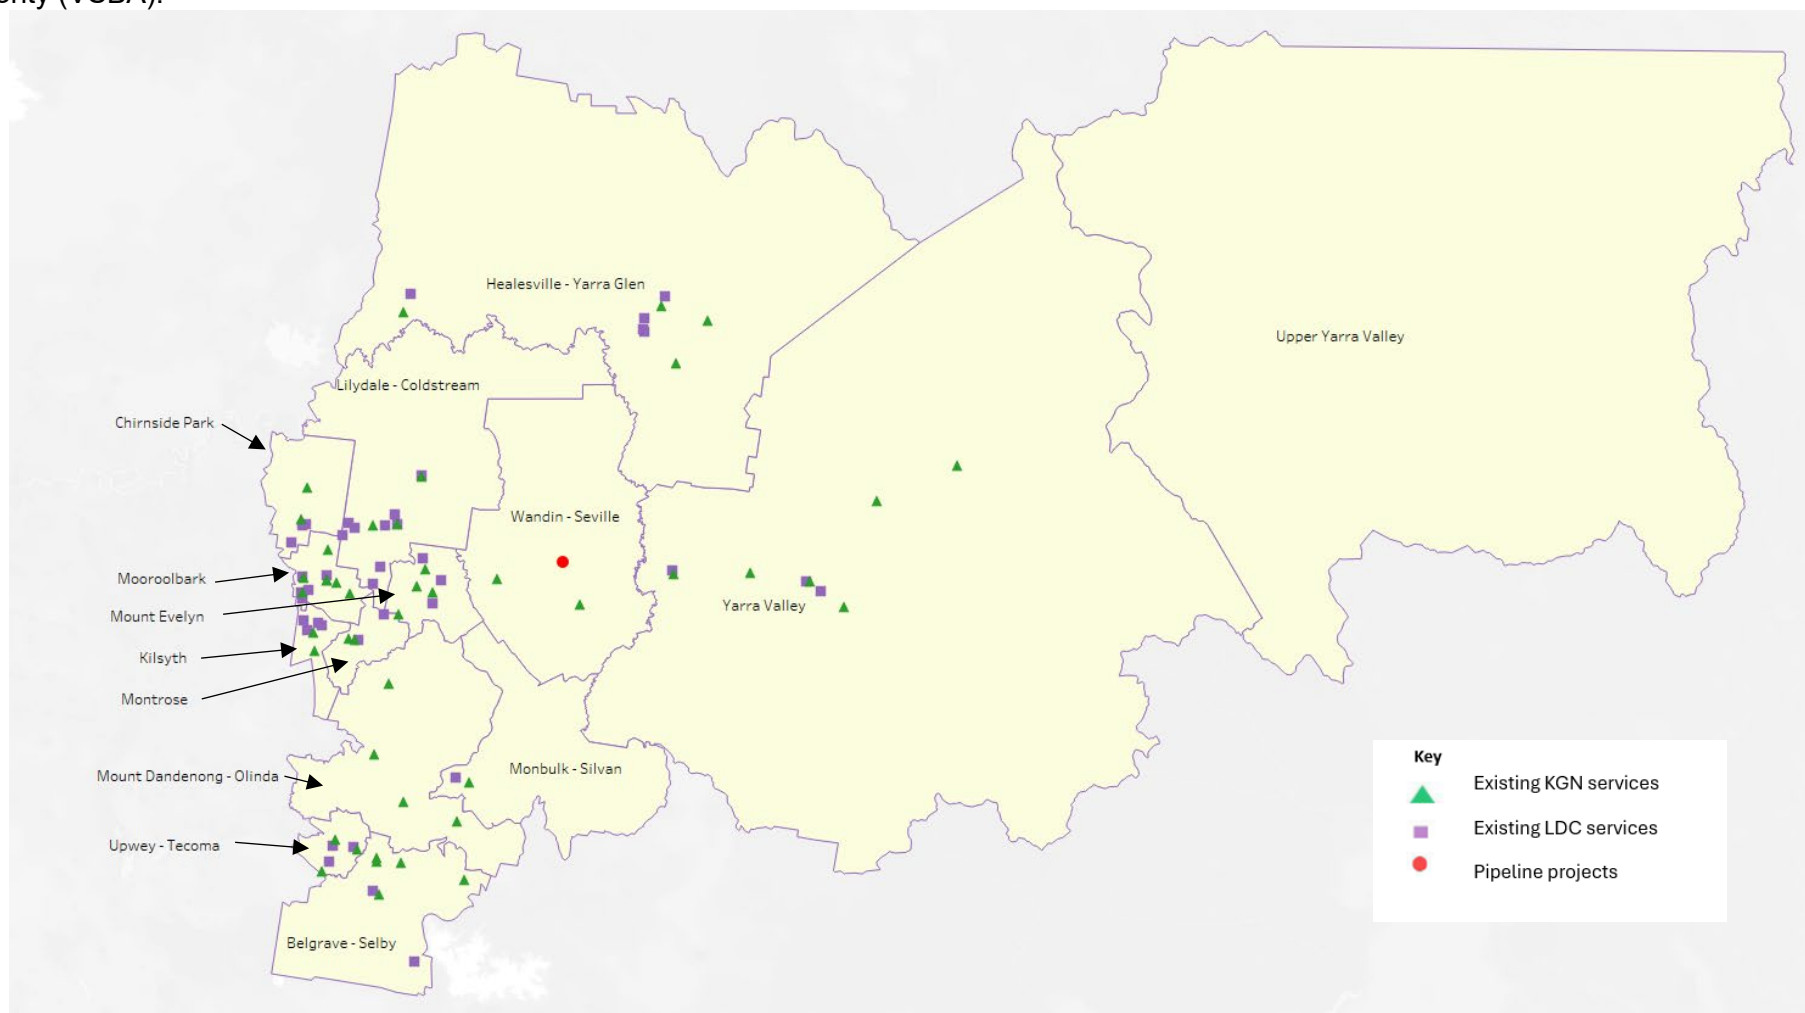 (VSBA).
Healesville - Yarra Glen
Upper Yarra Valley
Lilydale - Coldstream
Chirnside Park
Wandin - Seville
Mooroolbark
Yarra Valley
Mount Evelyn
Kilsyth
Montrose
Key
Monbulk - Silvan
Mount Dandenong - Olinda
Existing KGN services
Existing LDC services
Upwey - Tecoma
Pipeline projects
Belgrave - Selby